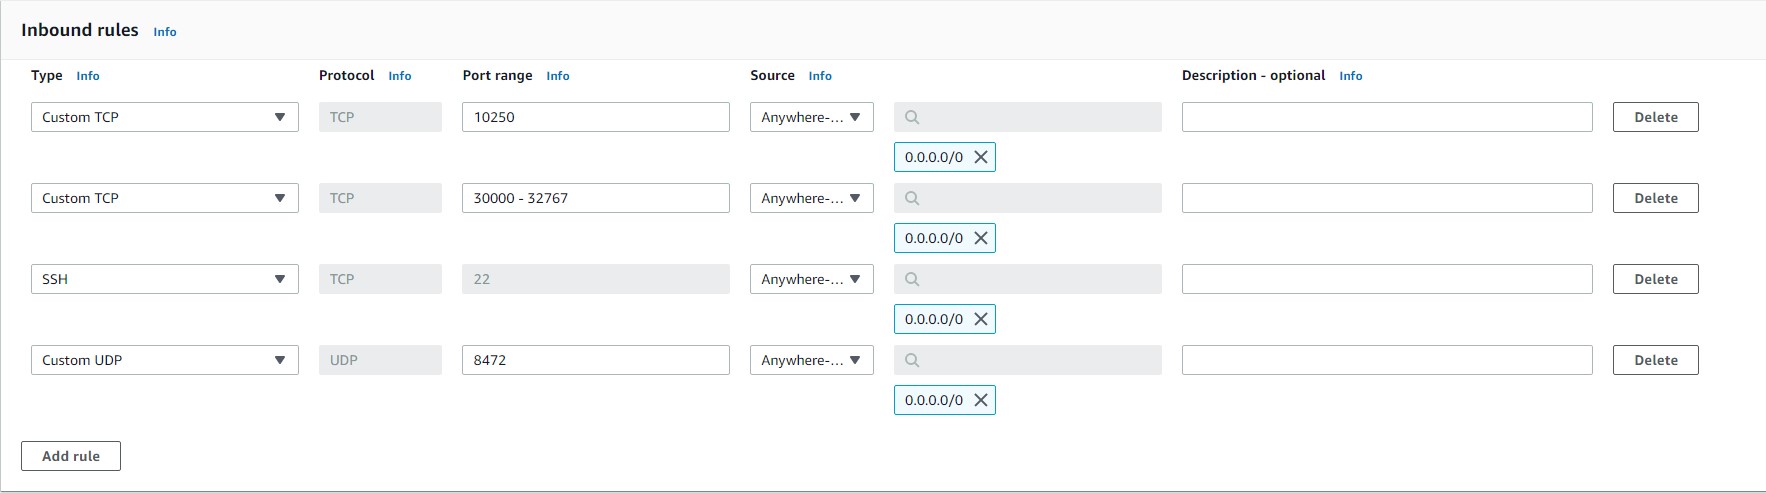 Inbound rules Info
Type Info Protocol Info Port range Info Source Info Description - optional Info
Custom TCP TCP 10250 Anywhere-... Delete
0.0.0.0/0
Custom TCP TCP 30000 - 32767 Anywhere-... Delete
0.0.0.0/0
SSH TCP 22 Anywhere-... Delete
0.0.0.0/0
Custom UDP UDP 8472 Anywhere-... Delete
0.0.0.0/0
Add rule